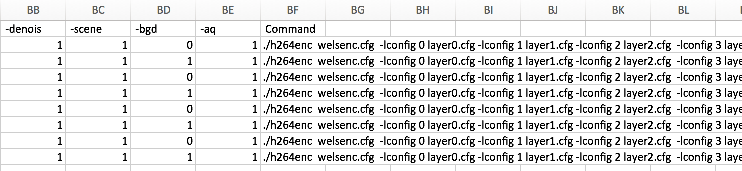 BB BC BD BE BF BG BH BI BJ BK BL
-denois -scene -bgd -aq Command
1 1 0 1 ./h264enc welsenc.cfg -lconfig 0 layer0.cfg -lconfig 1 layer1.cfg -lconfig 2 layer2.cfg -lconfig 3 laye
1 1 1 1 ./h264enc welsenc.cfg -lconfig 0 layer0.cfg -lconfig 1 layer1.cfg -lconfig 2 layer2.cfg -lconfig 3 laye
1 1 0 1 ./h264enc welsenc.cfg -lconfig 0 layer0.cfg -lconfig 1 layer1.cfg -lconfig 2 layer2.cfg -lconfig 3 laye
1 1 1 1 ./h264enc welsenc.cfg -lconfig 0 layer0.cfg -lconfig 1 layer1.cfg -lconfig 2 layer2.cfg -lconfig 3 laye
1 1 0 1 ./h264enc welsenc.cfg -lconfig 0 layer0.cfg -lconfig 1 layer1.cfg -lconfig 2 layer2.cfg -lconfig 3 laye
1 1 1 1 ./h264enc welsenc.cfg -lconfig 0 layer0.cfg -lconfig 1 layer1.cfg -lconfig 2 layer2.cfg -lconfig 3 laye
1 1 0 1 ./h264enc welsenc.cfg -lconfig 0 layer0.cfg -lconfig 1 layer1.cfg -lconfig 2 layer2.cfg -lconfig 3 laye
1 1 1 1 ./h264enc welsenc.cfg -lconfig 0 layer0.cfg -lconfig 1 layer1.cfg -lconfig 2 layer2.cfg -lconfig 3 laye